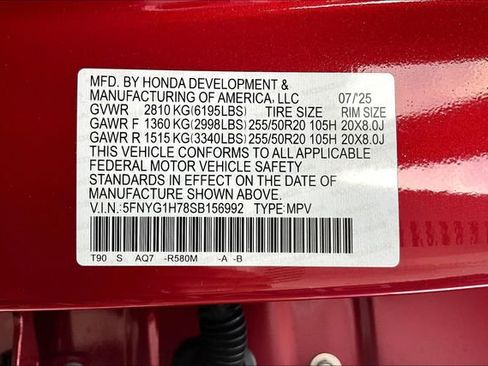 MFD. BY HONDA DEVELOPMENT &
MANUFACTURING OF AMERICA, LLC 07/'25
GVWR 2810 KG(6195LBS) TIRE SIZE RIM SIZE
GAWR F 1360 KG(2998LBS) 255/50R20 105H 20X8.0J
GAWR R 1515 KG(3340LBS) 255/50R20 105H 20X8.0J
THIS VEHICLE CONFORMS TO ALL APPLICABLE
FEDERAL MOTOR VEHICLE SAFETY
STANDARDS IN EFFECT ON THE DATE OF
MANUFACTURE SHOWN ABOVE.
V.I.N.:5FNYG1H78SB156992 TYPE:MPV
T90 S AQ7 -R580M -A -B